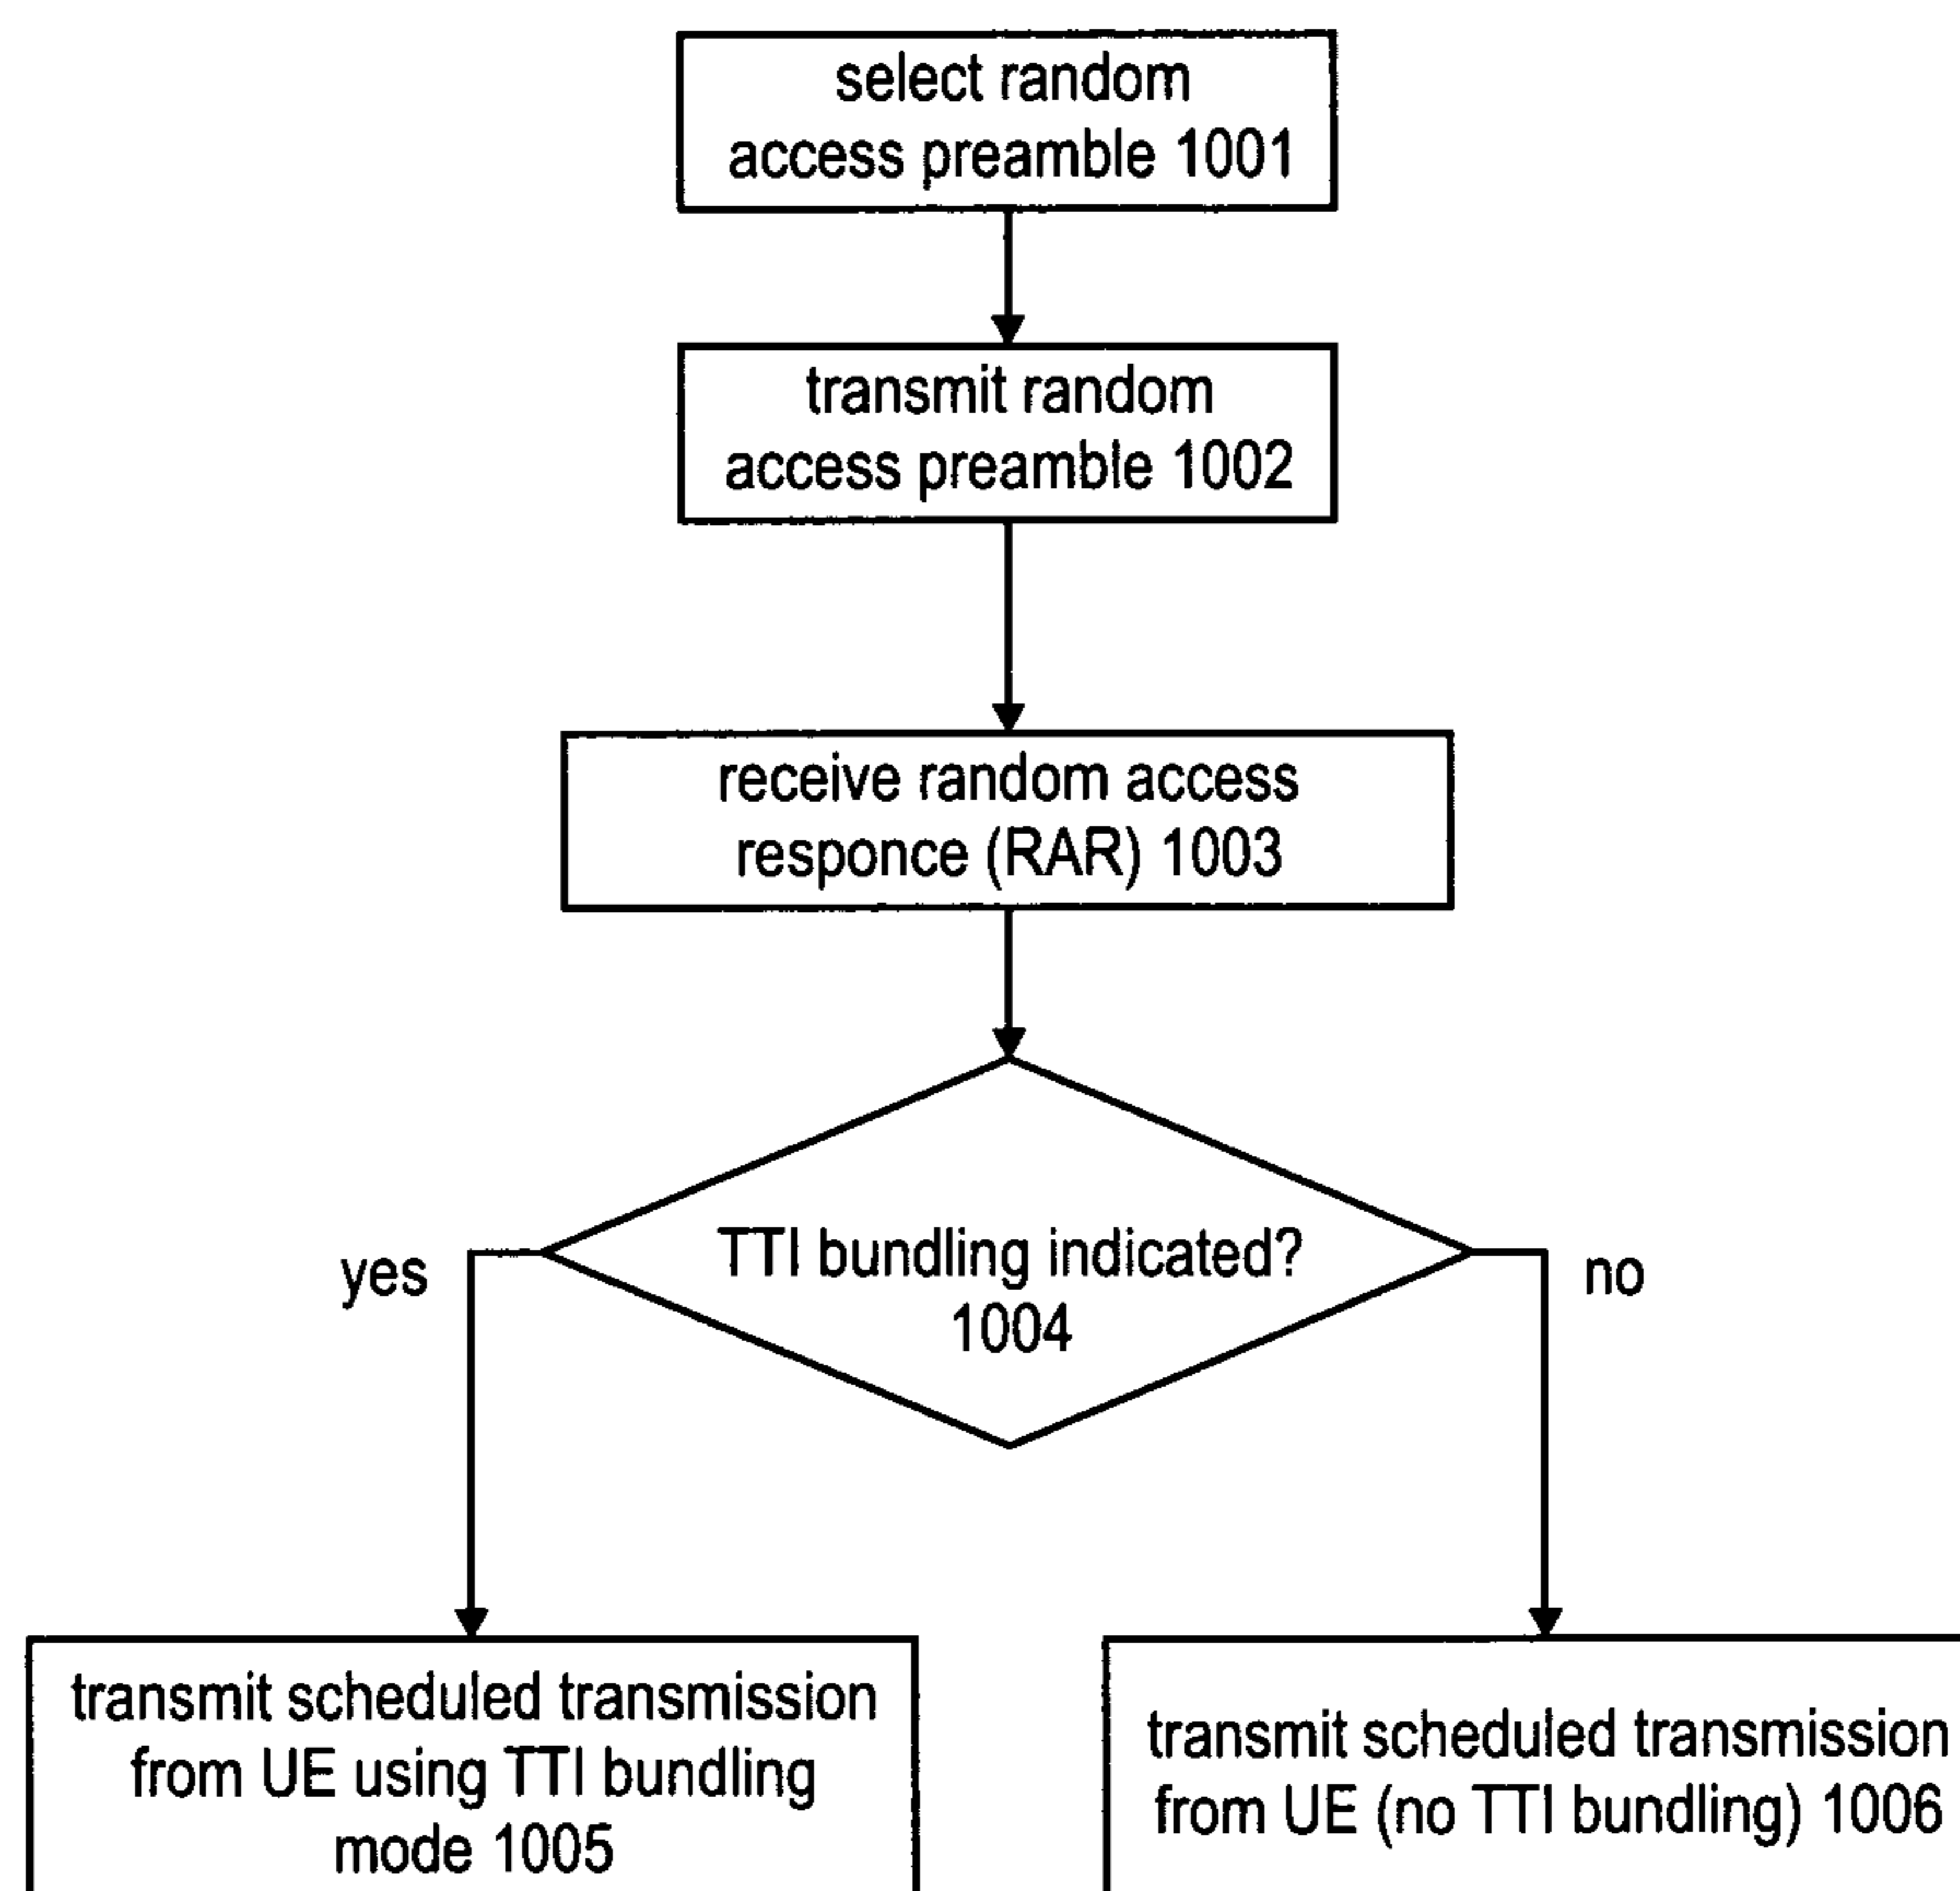 select random
access preamble 1001
transmit random
access preamble 1002
receive random access
responce (RAR) 1003
TTI bundling indicated?
1004
yes
no
transmit scheduled transmission
from UE using TTI bundling
mode 1005
transmit scheduled transmission
from UE (no TTI bundling) 1006